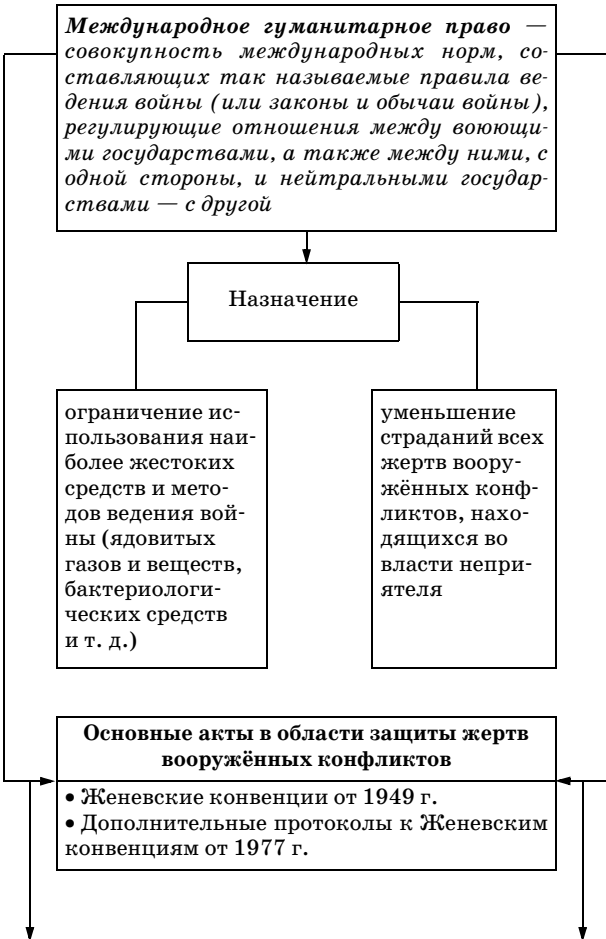 Международное гуманитарное право —
совокупность международных норм, со-
ставляющих так называемые правила ве-
дения войны (или законы и обычаи войны),
регулирующие отношения между воюющи-
ми государствами, а также между ними, с
одной стороны, и нейтральными государ-
ствами — с другой
Назначение
ограничение ис-
пользования наи-
более жестоких
средств и мето-
дов ведения вой-
ны (ядовитых
газов и веществ,
бактериологи-
ческих средств
и т. д.)
уменьшение
страданий всех
жертв воору-
жённых конф-
ликтов, нахо-
дящихся во
власти непри-
ятеля
Основные акты в области защиты жертв
вооружённых конфликтов
• Женевские конвенции от 1949 г.
• Дополнительные протоколы к Женевским
конвенциям от 1977 г.